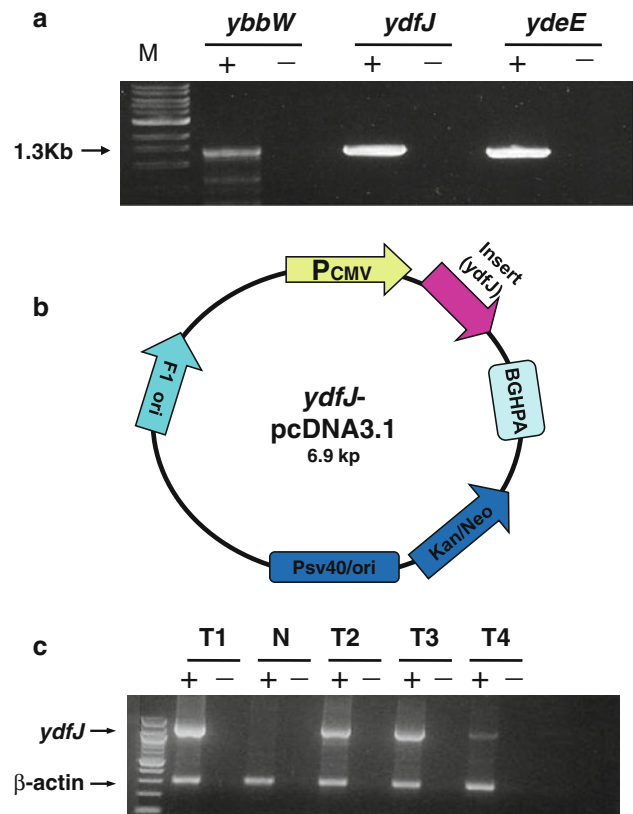 a
ybbW ydfJ ydeE
M + – + – + –
1.3Kb
b
PCMV
Insert
(ydfJ)
BGHPA
Kan/Neo
Psv40/ori
F1 ori
ydfJ-
pcDNA3.1
6.9 kp
c
T1 N T2 T3 T4
+ – + – + – + – + –
ydfJ
β-actin